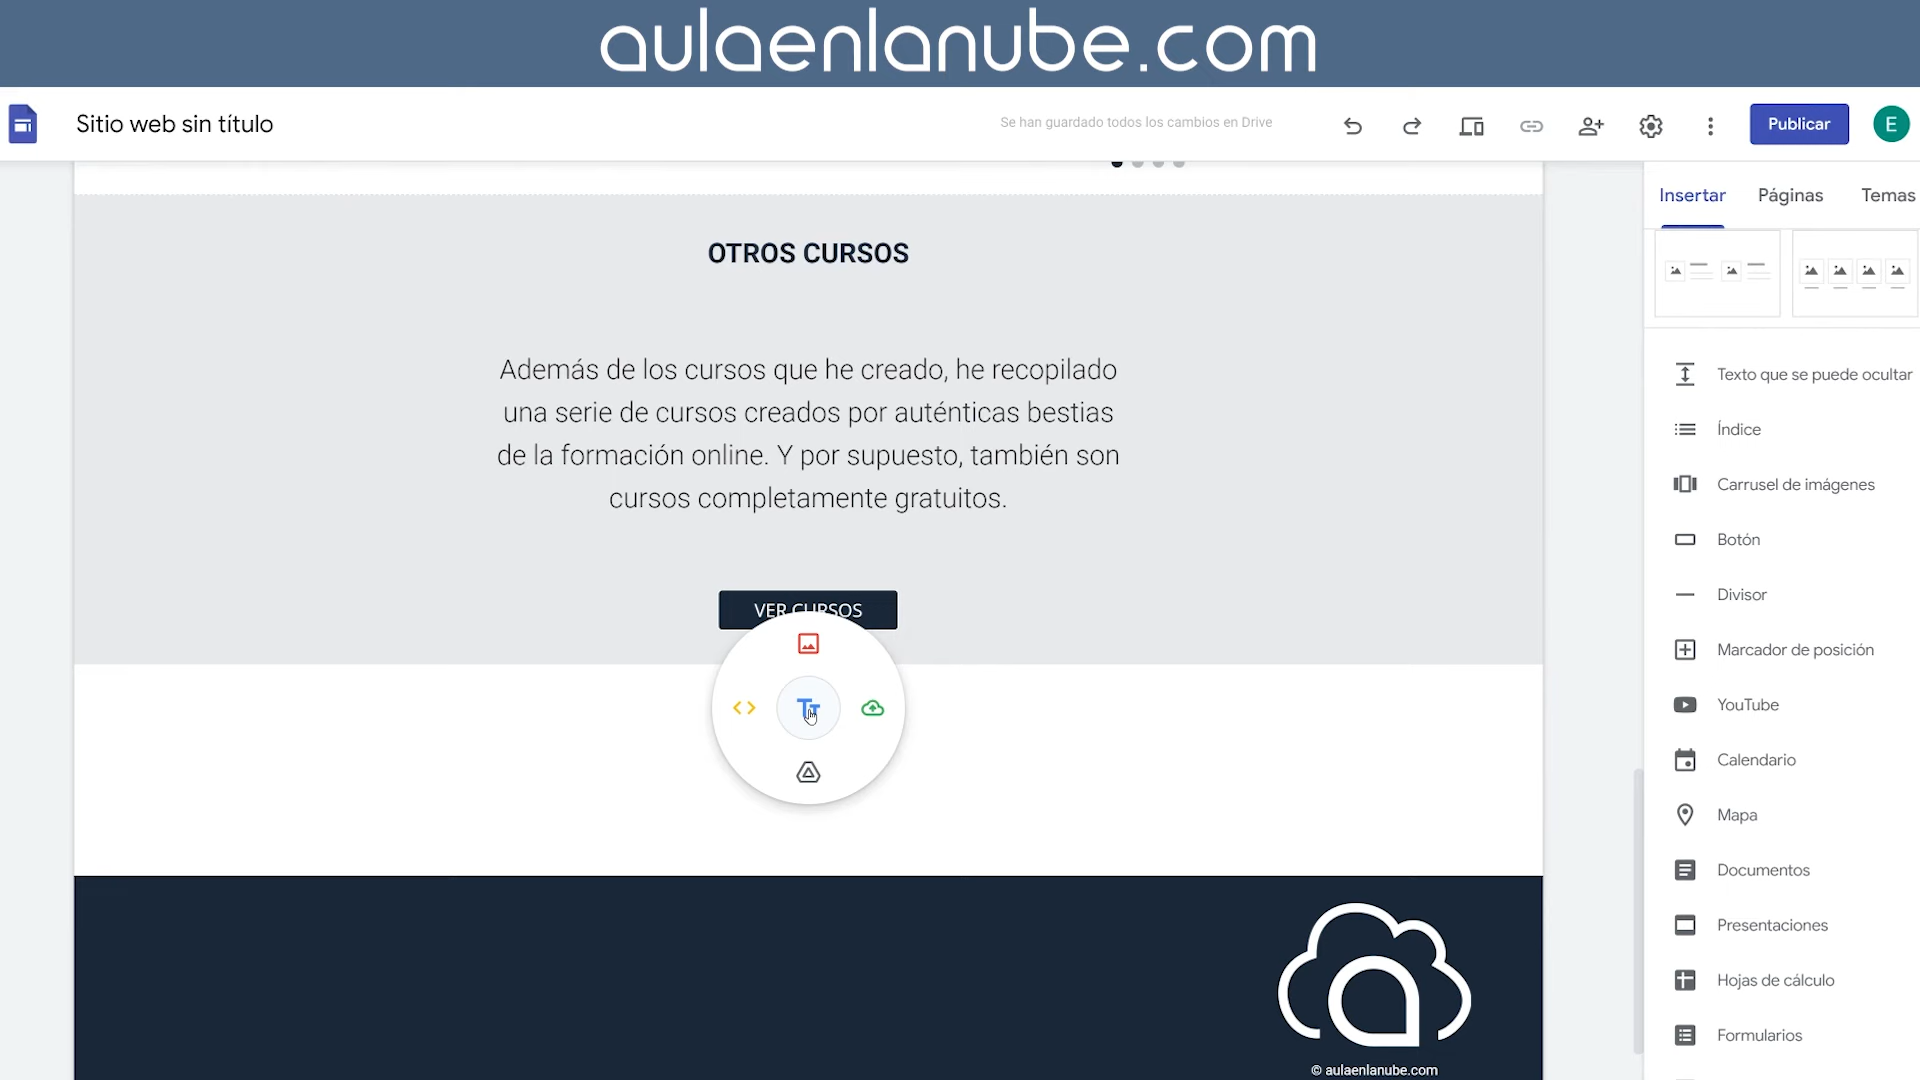 aulaenlanube.com
Sitio web sin título
Se han guardado todos los cambios en Drive
Publicar
E
Insertar
Páginas
Temas
OTROS CURSOS
Además de los cursos que he creado, he recopilado
una serie de cursos creados por auténticas bestias
de la formación online. Y por supuesto, también son
cursos completamente gratuitos.
VER CURSOS
Texto que se puede ocultar
Índice
Carrusel de imágenes
Botón
Divisor
Marcador de posición
YouTube
Calendario
Mapa
Documentos
Presentaciones
Hojas de cálculo
Formularios
© aulaenlanube.com